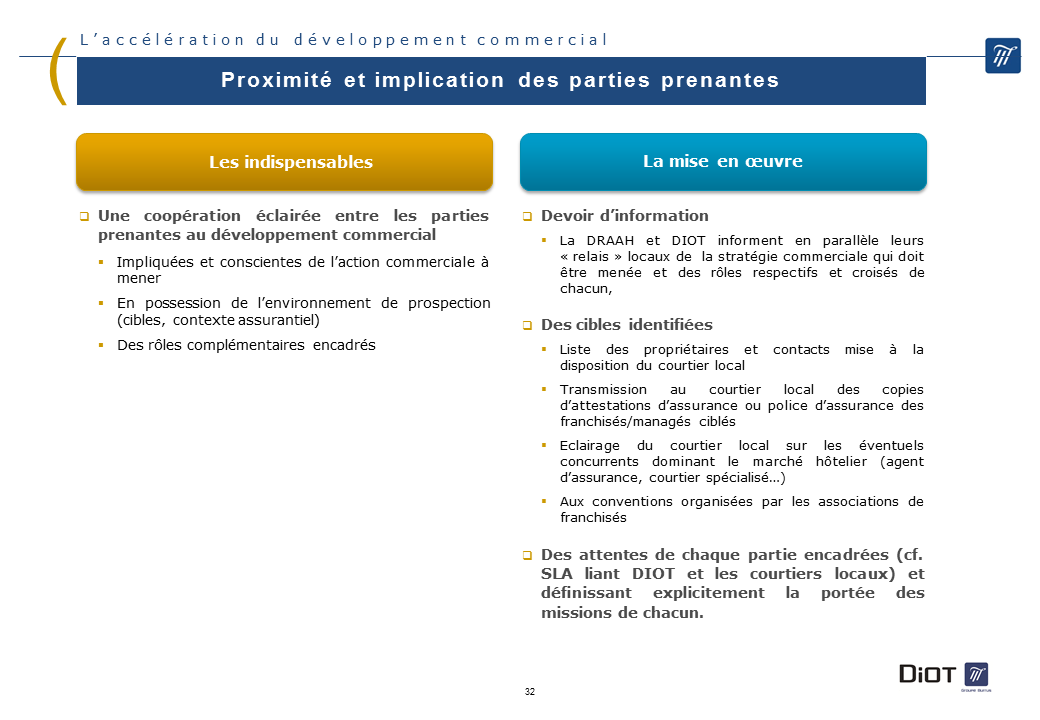 L’accélération du développement commercial
Proximité et implication des parties prenantes
Les indispensables
Une coopération éclairée entre les parties
prenantes au développement commercial
Impliquées et conscientes de l’action commerciale à
mener
En possession de l’environnement de prospection
(cibles, contexte assurantiel)
Des rôles complémentaires encadrés
La mise en œuvre
Devoir d’information
La DRAAH et DIOT informent en parallèle leurs
« relais » locaux de la stratégie commerciale qui doit
être menée et des rôles respectifs et croisés de
chacun,
Des cibles identifiées
Liste des propriétaires et contacts mise à la
disposition du courtier local
Transmission au courtier local des copies
d’attestations d’assurance ou police d’assurance des
franchisés/managés ciblés
Eclairage du courtier local sur les éventuels
concurrents dominant le marché hôtelier (agent
d’assurance, courtier spécialisé…)
Aux conventions organisées par les associations de
franchisés
Des attentes de chaque partie encadrées (cf.
SLA liant DIOT et les courtiers locaux) et
définissant explicitement la portée des
missions de chacun.
DiOT
Groupe Burrus
32